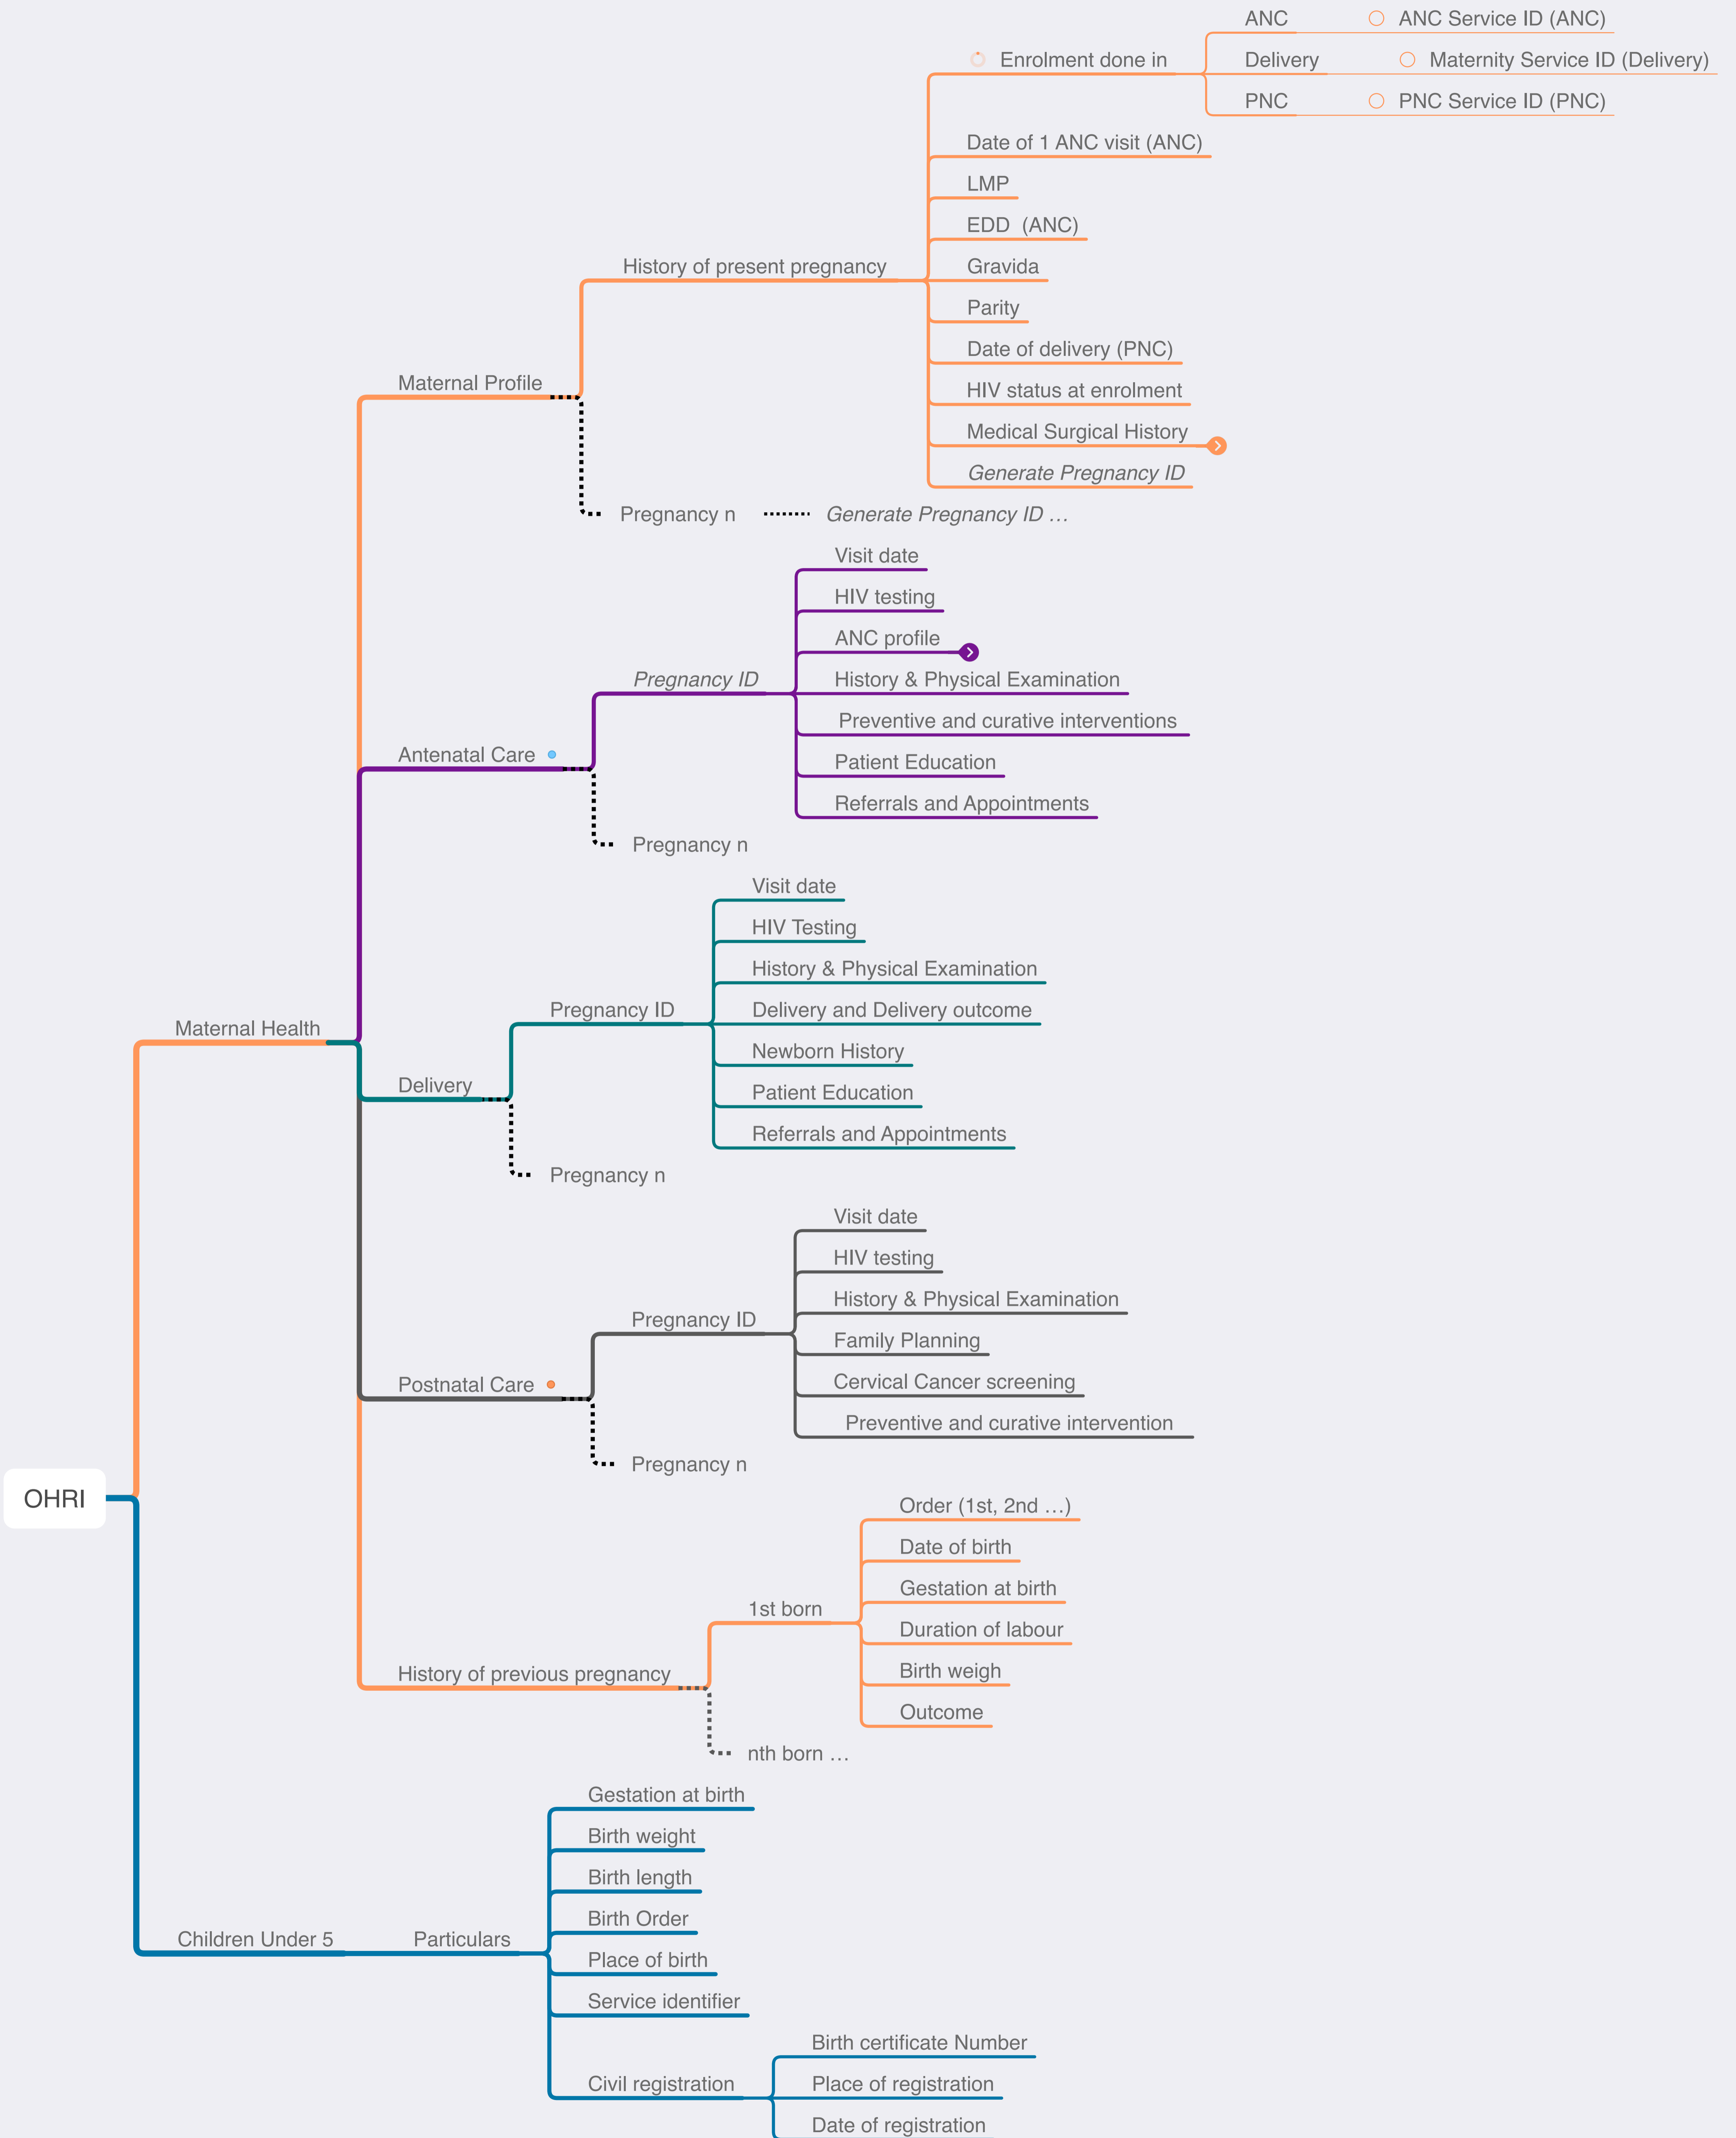 ANC
ANC Service ID (ANC)
Enrolment done in
Delivery
Maternity Service ID (Delivery)
PNC
PNC Service ID (PNC)
Date of 1 ANC visit (ANC)
LMP
EDD  (ANC)
History of present pregnancy
Gravida
Parity
Date of delivery (PNC)
Maternal Profile
HIV status at enrolment
Medical Surgical History
Generate Pregnancy ID
Pregnancy n
Generate Pregnancy ID …
Visit date
HIV testing
ANC profile
Pregnancy ID
History & Physical Examination
Preventive and curative interventions
Antenatal Care
Patient Education
Referrals and Appointments
Pregnancy n
Visit date
HIV Testing
History & Physical Examination
Pregnancy ID
Delivery and Delivery outcome
Maternal Health
Newborn History
Delivery
Patient Education
Referrals and Appointments
Pregnancy n
Visit date
HIV testing
History & Physical Examination
Pregnancy ID
Family Planning
Postnatal Care
Cervical Cancer screening
Preventive and curative intervention
Pregnancy n
OHRI
Order (1st, 2nd …)
Date of birth
Gestation at birth
1st born
Duration of labour
History of previous pregnancy
Birth weigh
Outcome
nth born …
Gestation at birth
Birth weight
Birth length
Birth Order
Children Under 5
Particulars
Place of birth
Service identifier
Birth certificate Number
Civil registration
Place of registration
Date of registration